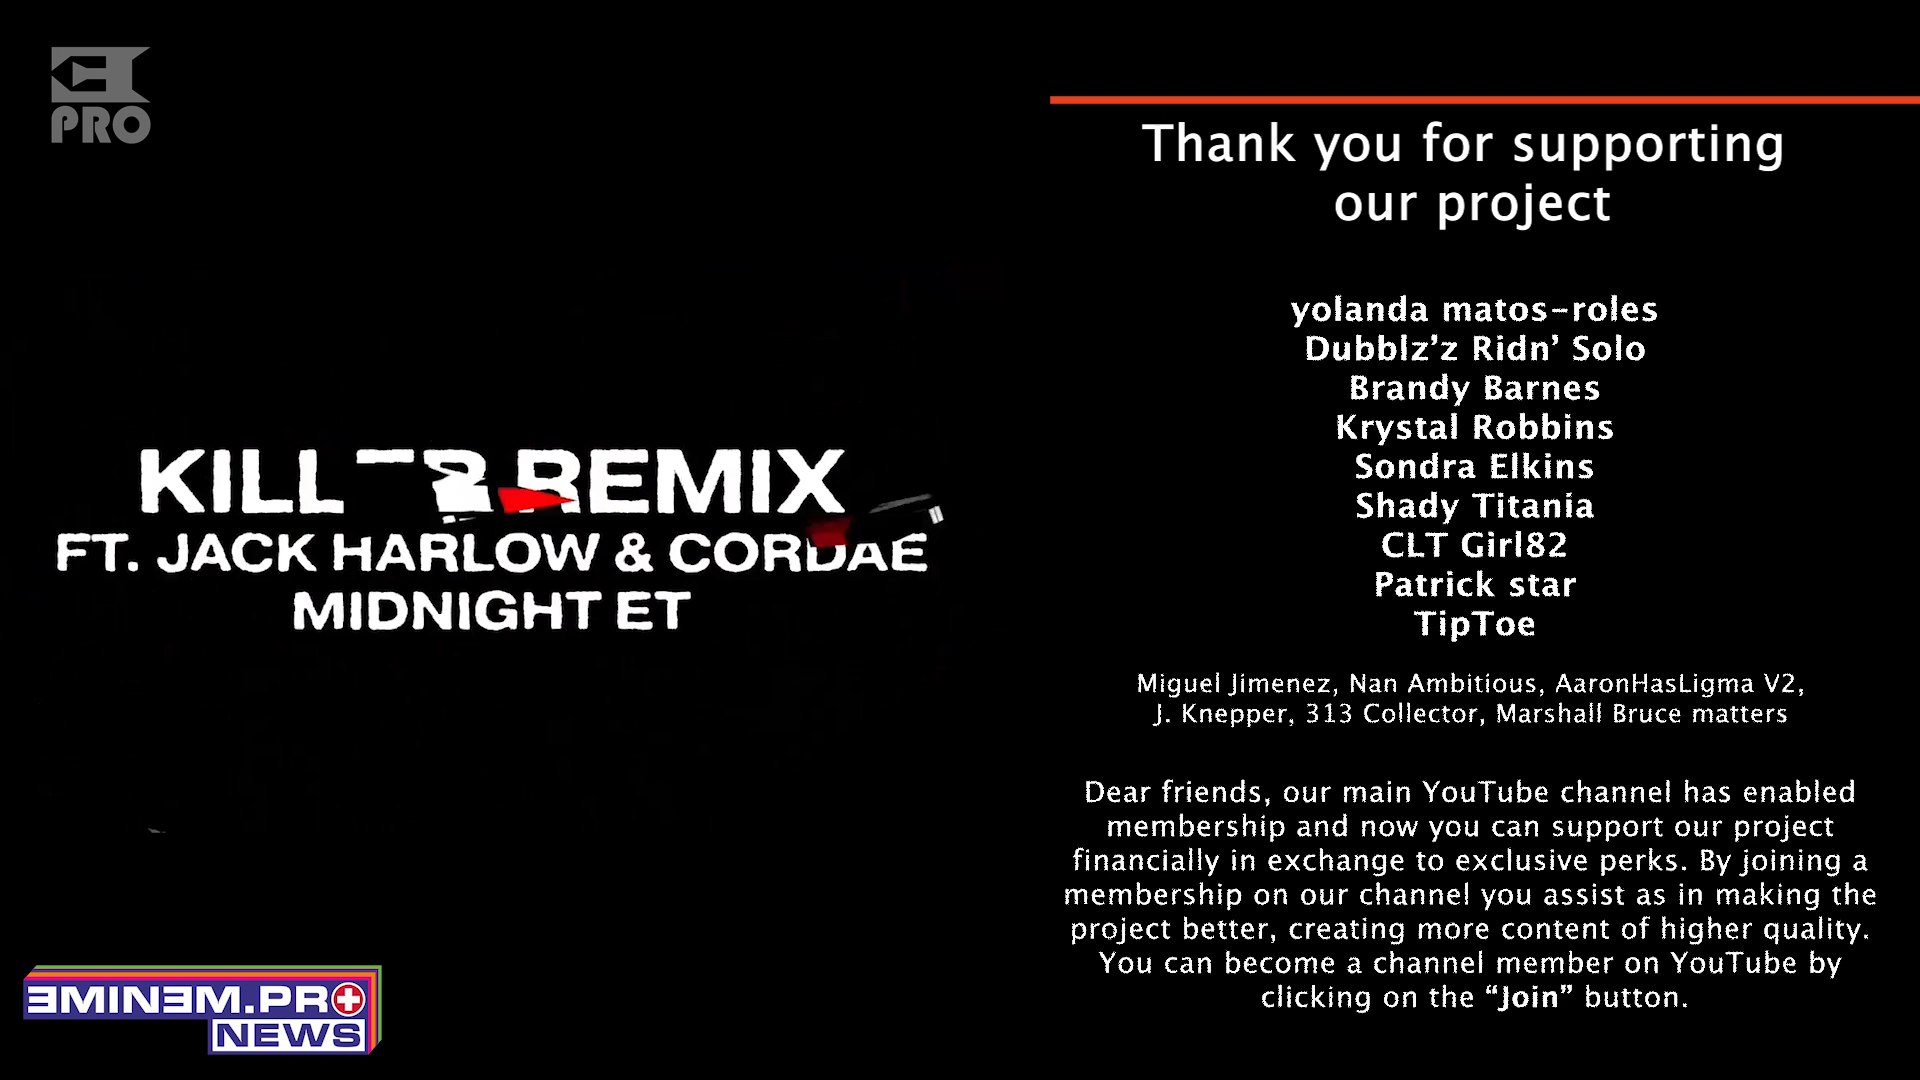 PRO
Thank you for supporting
our project
yolanda matos-roles
Dubblz’z Ridn’ Solo
Brandy Barnes
Krystal Robbins
Sondra Elkins
Shady Titania
CLT Girl82
Patrick star
TipToe
Miguel Jimenez, Nan Ambitious, AaronHasLigma V2,
J. Knepper, 313 Collector, Marshall Bruce matters
Dear friends, our main YouTube channel has enabled
membership and now you can support our project
financially in exchange to exclusive perks. By joining a
membership on our channel you assist as in making the
project better, creating more content of higher quality.
You can become a channel member on YouTube by
clicking on the “Join” button.
REMIX
FT. JACK HARLOW & CORDAE
MIDNIGHT ET
EMINEM.PRO
NEWS